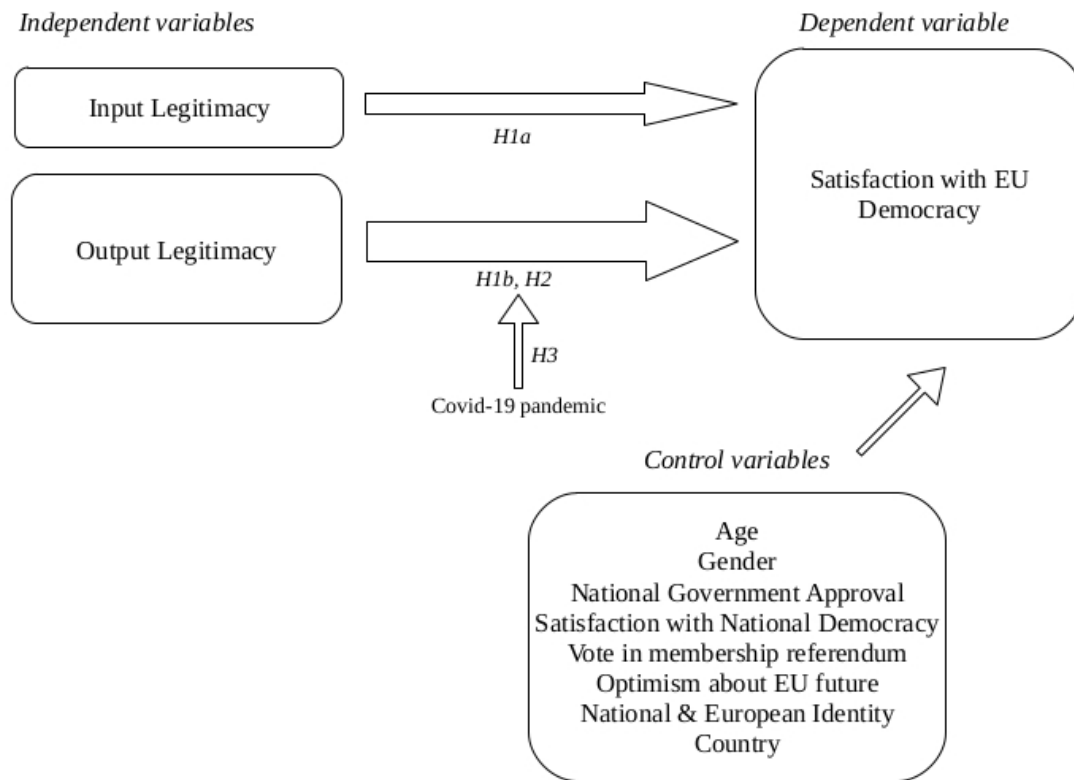 Independent variables
Dependent variable
Input Legitimacy
H1a
Satisfaction with EU
Democracy
Output Legitimacy
H1b, H2
H3
Covid-19 pandemic
Control variables
Age
Gender
National Government Approval
Satisfaction with National Democracy
Vote in membership referendum
Optimism about EU future
National & European Identity
Country